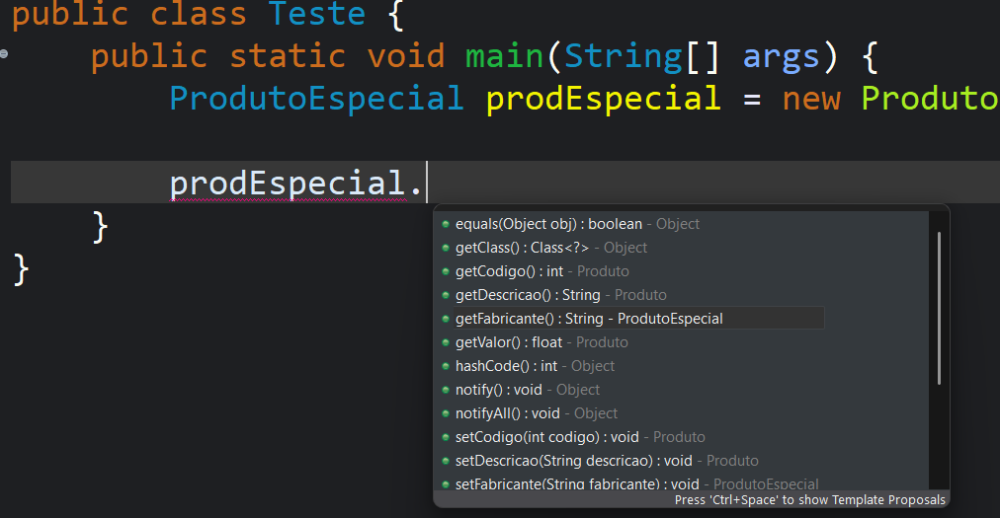 public class Teste {
public static void main(String[] args) {
ProdutoEspecial prodEspecial = new Produto
prodEspecial.
}
}
equals(Object obj) : boolean - Object
getClass() : Class<?> - Object
getCodigo() : int - Produto
getDescricao() : String - Produto
getFabricante() : String - ProdutoEspecial
getValor() : float - Produto
hashCode() : int - Object
notify() : void - Object
notifyAll() : void - Object
setCodigo(int codigo) : void - Produto
setDescricao(String descricao) : void - Produto
setFabricante(String fabricante) : void - ProdutoEspecial
Press 'Ctrl+Space' to show Template Proposals